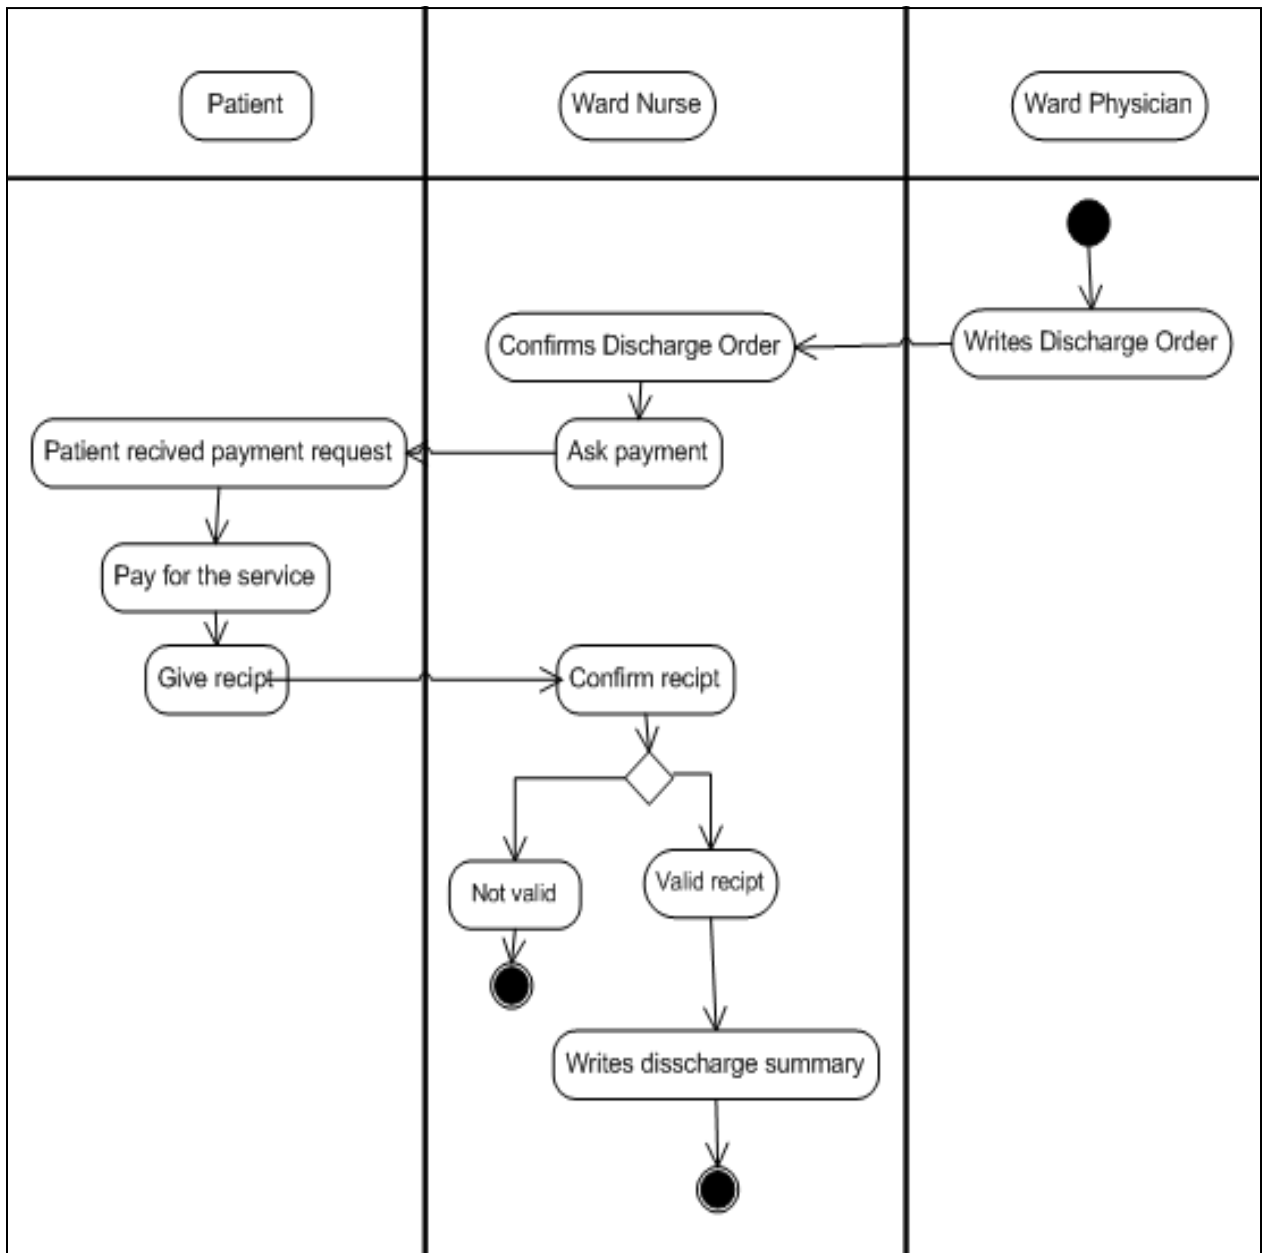 Patient
Ward Nurse
Ward Physician
Writes Discharge Order
Confirms Discharge Order
Ask payment
Patient recived payment request
Pay for the service
Give recipt
Confirm recipt
Not valid
Valid recipt
Writes disscharge summary